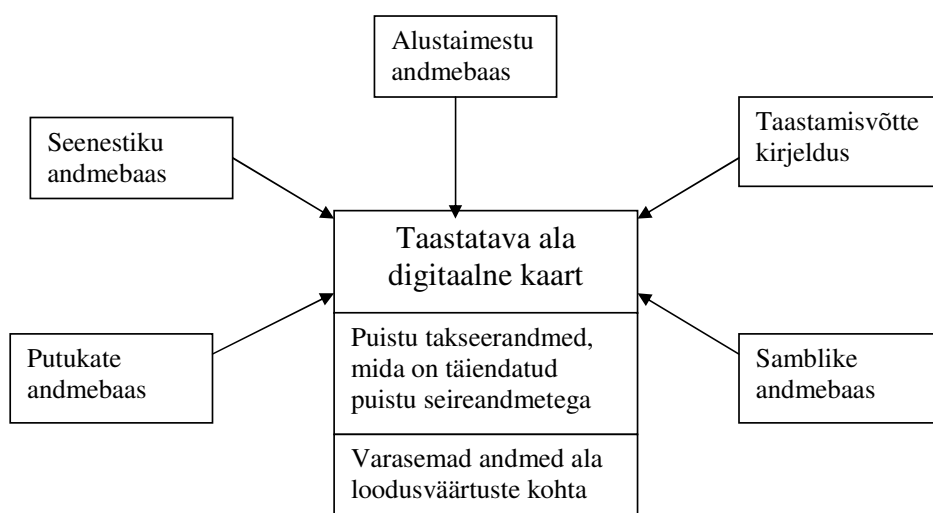 Alustaimestu
andmebaas
Seenestiku
andmebaas
Taastamisvõtte
kirjeldus
Taastatava ala
digitaalne kaart
Putukate
andmebaas
Puistu takseerandmed,
mida on täiendatud
puistu seireandmetega
Samblike
andmebaas
Varasemad andmed ala
loodusväärtuste kohta